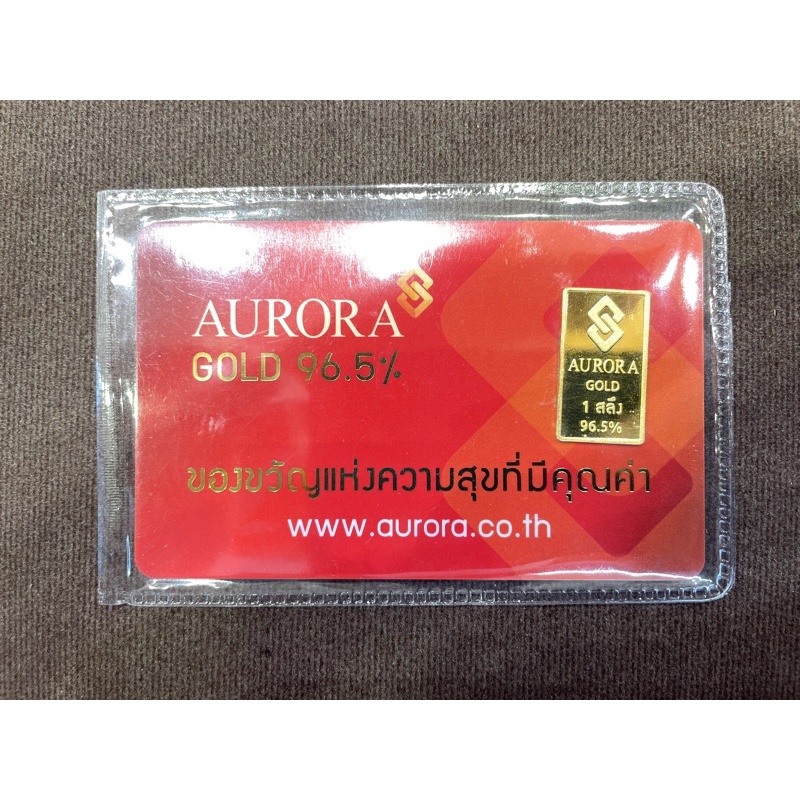 AURORA
GOLD 96.5%
AURORA
GOLD
1 สลึง
96.5%
ของขวัญแห่งความสุขที่มีคุณค่า
www.aurora.co.th